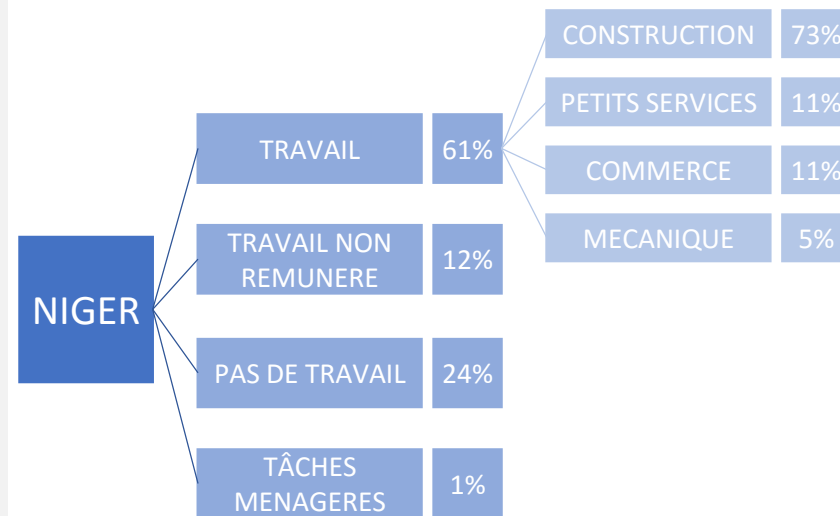 NIGER
TRAVAIL 61%
TRAVAIL NON
REMUNERE 12%
PAS DE TRAVAIL 24%
TÂCHES
MENAGERES 1%
CONSTRUCTION 73%
PETITS SERVICES 11%
COMMERCE 11%
MECANIQUE 5%